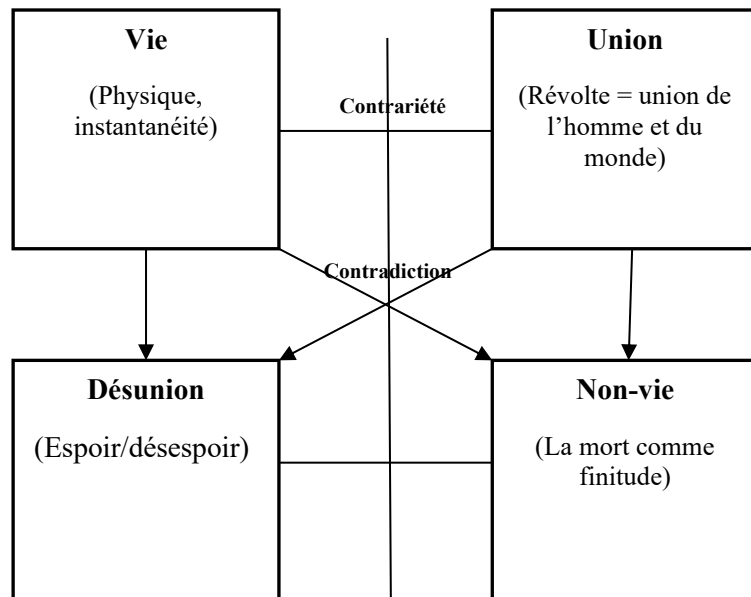 Vie
(Physique,
instantanéité)
Union
(Révolte = union de
l’homme et du
monde)
Contrariété
Contradiction
Désunion
(Espoir/désespoir)
Non-vie
(La mort comme
finitude)